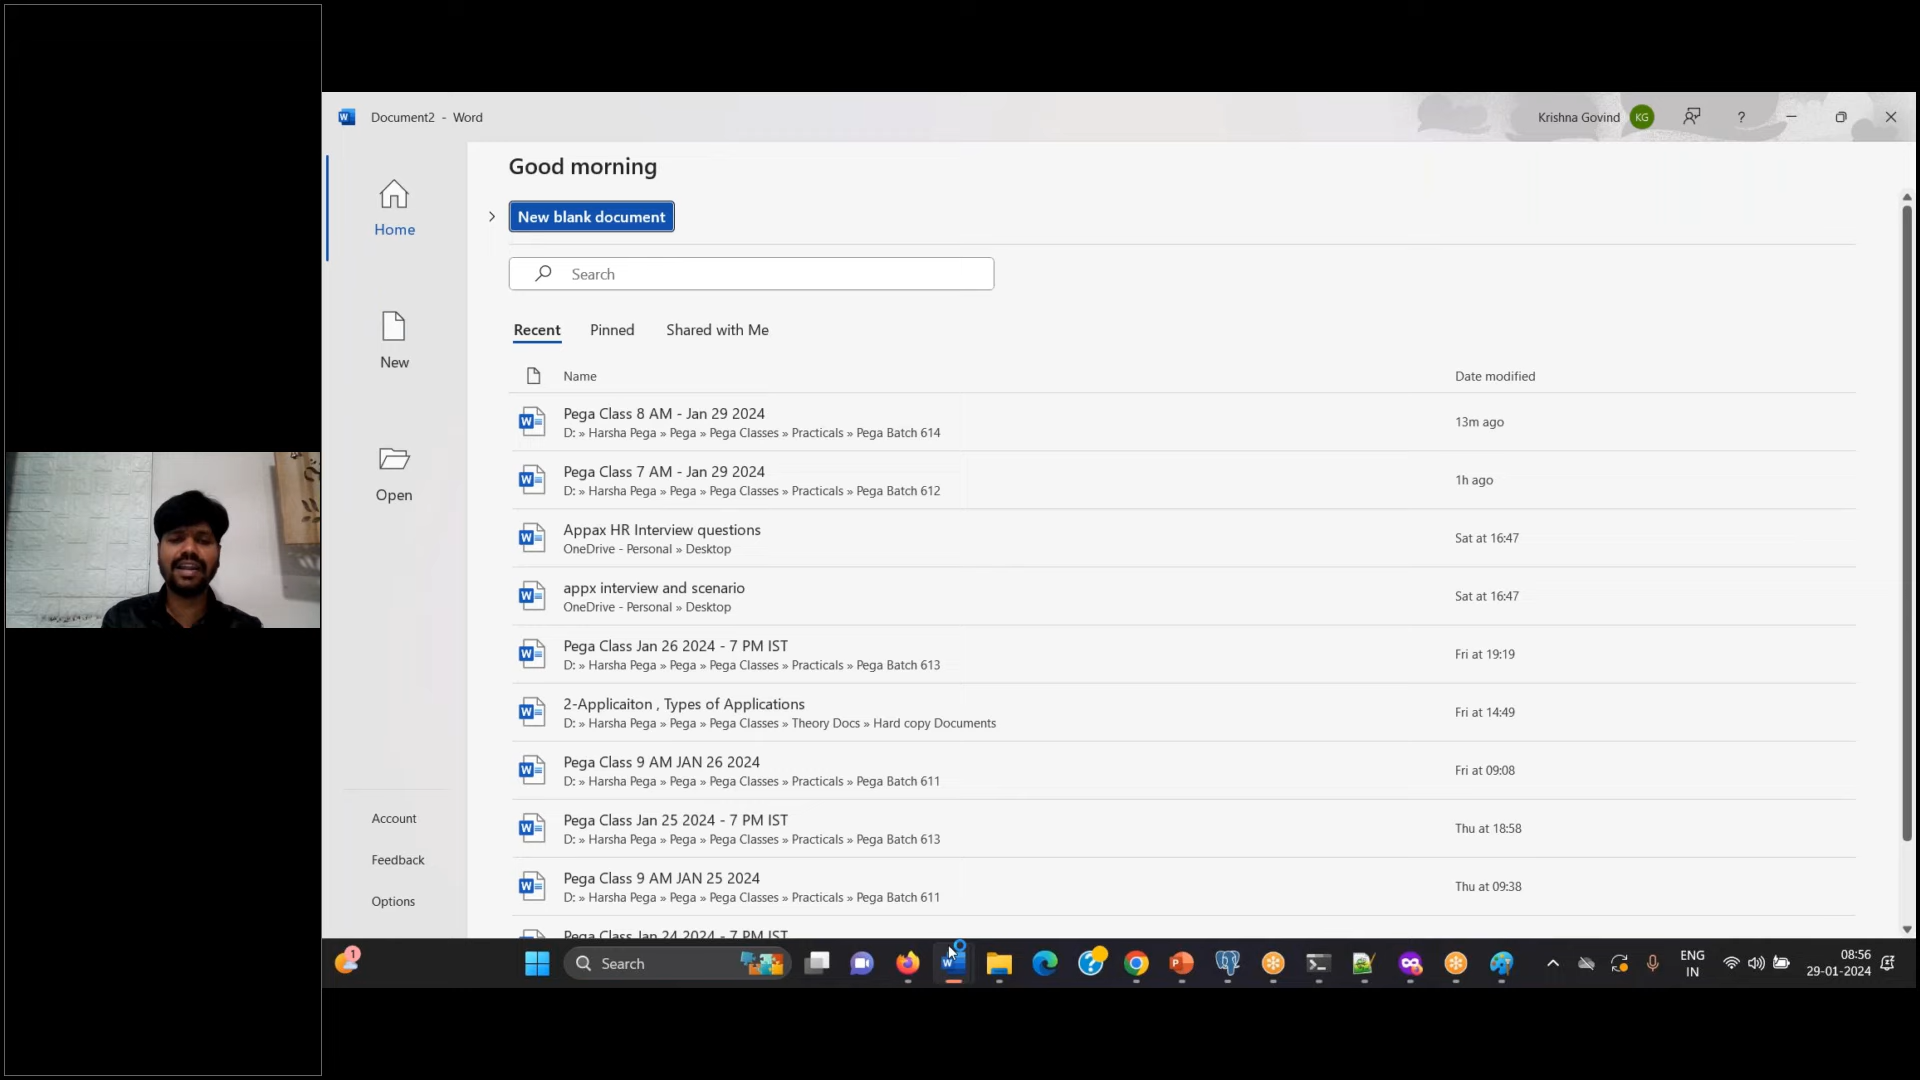 Document2 - Word
Krishna Govind KG
?
Home
New
Open
Account
Feedback
Options
Good morning
New blank document
Search
Recent Pinned Shared with Me
Name Date modified
Pega Class 8 AM - Jan 29 2024
D: » Harsha Pega » Pega » Pega Classes » Practicals » Pega Batch 614
13m ago
Pega Class 7 AM - Jan 29 2024
D: » Harsha Pega » Pega » Pega Classes » Practicals » Pega Batch 612
1h ago
Appax HR Interview questions
OneDrive - Personal » Desktop
Sat at 16:47
appx interview and scenario
OneDrive - Personal » Desktop
Sat at 16:47
Pega Class Jan 26 2024 - 7 PM IST
D: » Harsha Pega » Pega » Pega Classes » Practicals » Pega Batch 613
Fri at 19:19
2-Applicaiton , Types of Applications
D: » Harsha Pega » Pega » Pega Classes » Theory Docs » Hard copy Documents
Fri at 14:49
Pega Class 9 AM JAN 26 2024
D: » Harsha Pega » Pega » Pega Classes » Practicals » Pega Batch 611
Fri at 09:08
Pega Class Jan 25 2024 - 7 PM IST
D: » Harsha Pega » Pega » Pega Classes » Practicals » Pega Batch 613
Thu at 18:58
Pega Class 9 AM JAN 25 2024
D: » Harsha Pega » Pega » Pega Classes » Practicals » Pega Batch 611
Thu at 09:38
Pega Class Jan 24 2024 - 7 PM IST
1
Search
ENG
IN
08:56
29-01-2024